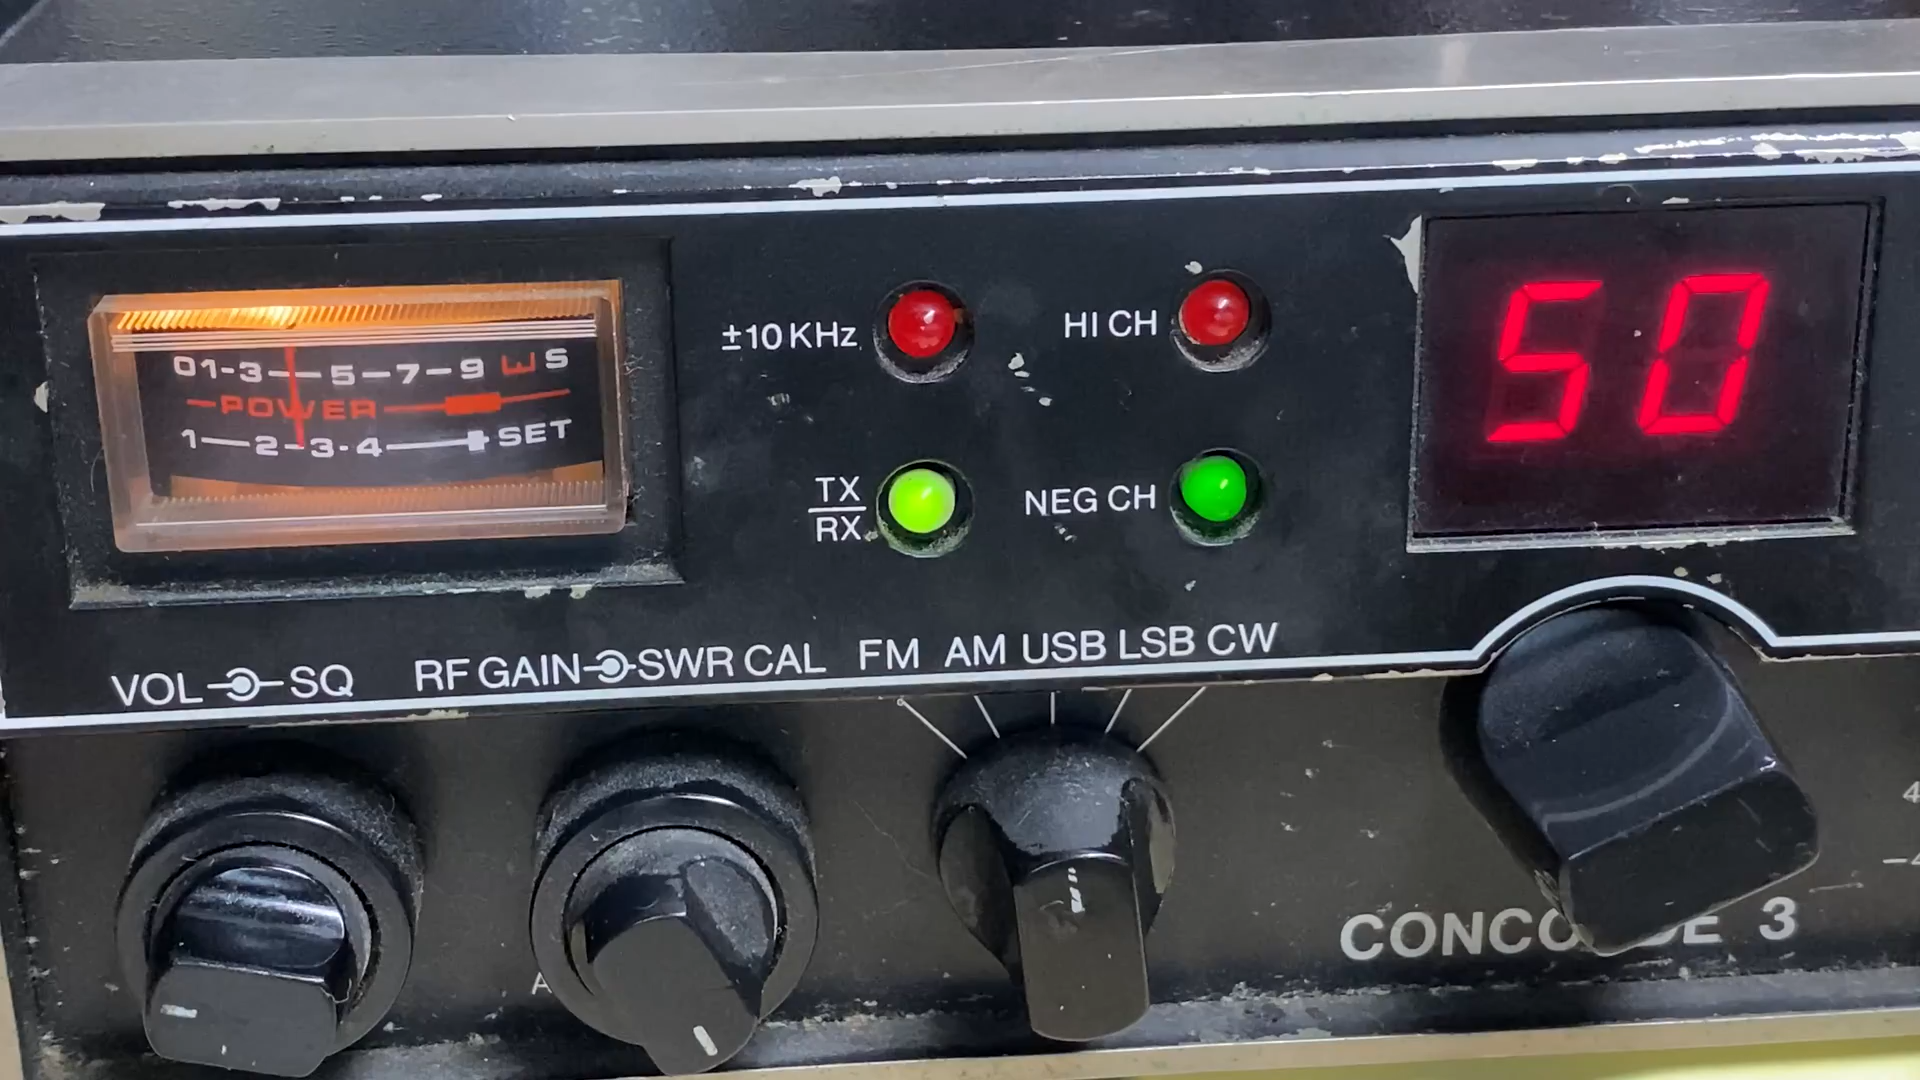 01-3-5-7-9 S
POWER
1-2-3-4-SET
±10 KHz
HI CH
50
TX
RX
NEG CH
VOL SQ
RF GAIN SWR CAL
FM AM USB LSB CW
3